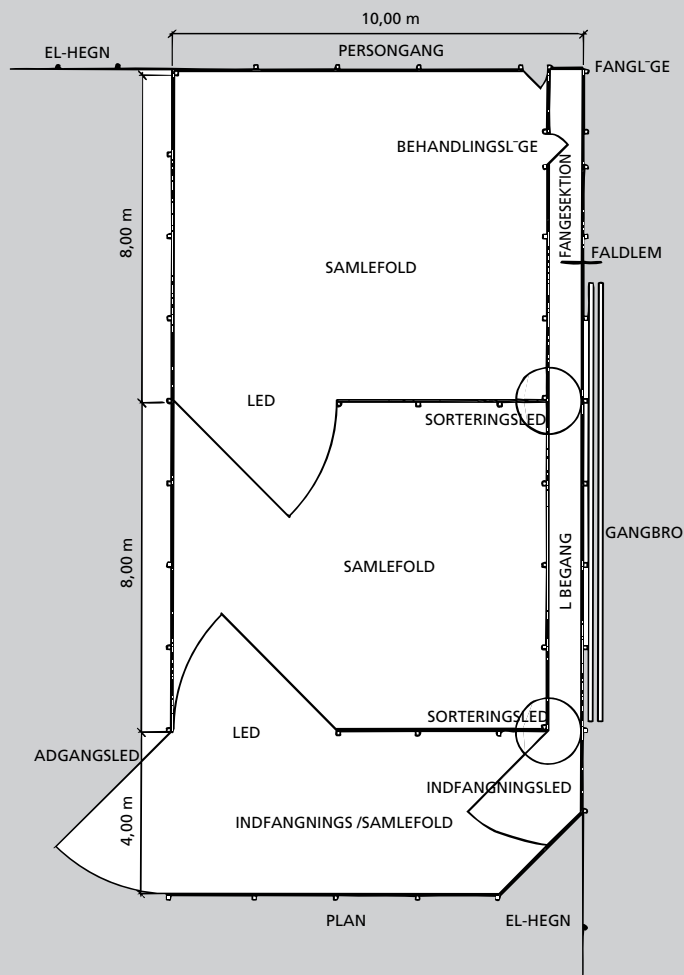 10,00 m
EL-HEGN
PERSONGANG
FANGL¯GE
BEHANDLINGSL¯GE
FANGESEKTION
8,00 m
FALDLEM
SAMLEFOLD
LED
SORTERINGSLED
GANGBRO
8,00 m
L BEGANG
SAMLEFOLD
SORTERINGSLED
LED
ADGANGSLED
INDFANGNINGSLED
4,00 m
INDFANGNINGS /SAMLEFOLD
PLAN
EL-HEGN